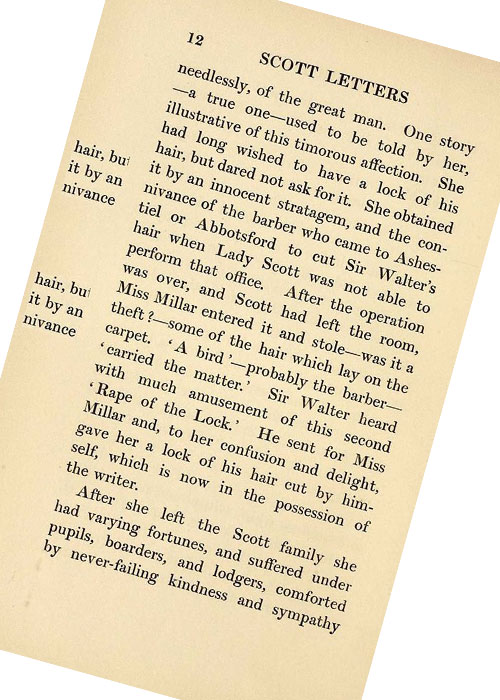 12
SCOTT LETTERS
needlessly, of the great man. One story
—a true one—used to be told by her,
illustrative of this timorous affection. She
had long wished to have a lock of his
hair, but dared not ask for it. She obtained
it by an innocent stratagem, and the con-
nivance of the barber who came to Ashes-
tiel or Abbotsford to cut Sir Walter's
hair when Lady Scott was not able to
perform that office. After the operation
was over, and Scott had left the room,
Miss Millar entered it and stole—was it a
theft?—some of the hair which lay on the
carpet. 'A bird'—probably the barber—
'carried the matter.' Sir Walter heard
with much amusement of this second
'Rape of the Lock.' He sent for Miss
Millar and, to her confusion and delight,
gave her a lock of his hair cut by him-
self, which is now in the possession of
the writer.
After she left the Scott family she
had varying fortunes, and suffered under
pupils, boarders, and lodgers, comforted
by never-failing kindness and sympathy
hair, but
it by an
nivance
hair, but
it by an
nivance